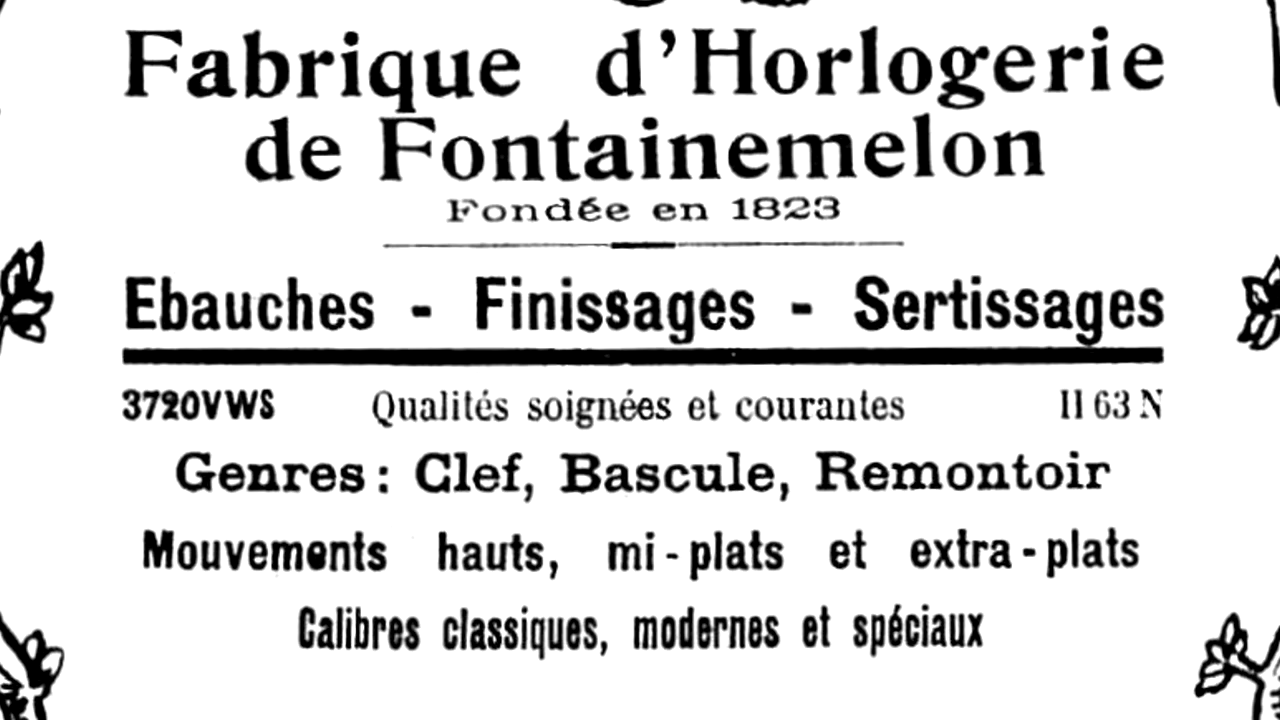 Fabrique d'Horlogerie
de Fontainemelon
Fondée en 1823
Ebauches - Finissages - Sertissages
3720VWS Qualités soignées et courantes II 63 N
Genres: Clef, Bascule, Remontoir
Mouvements hauts, mi-plats et extra-plats
Calibres classiques, modernes et spéciaux